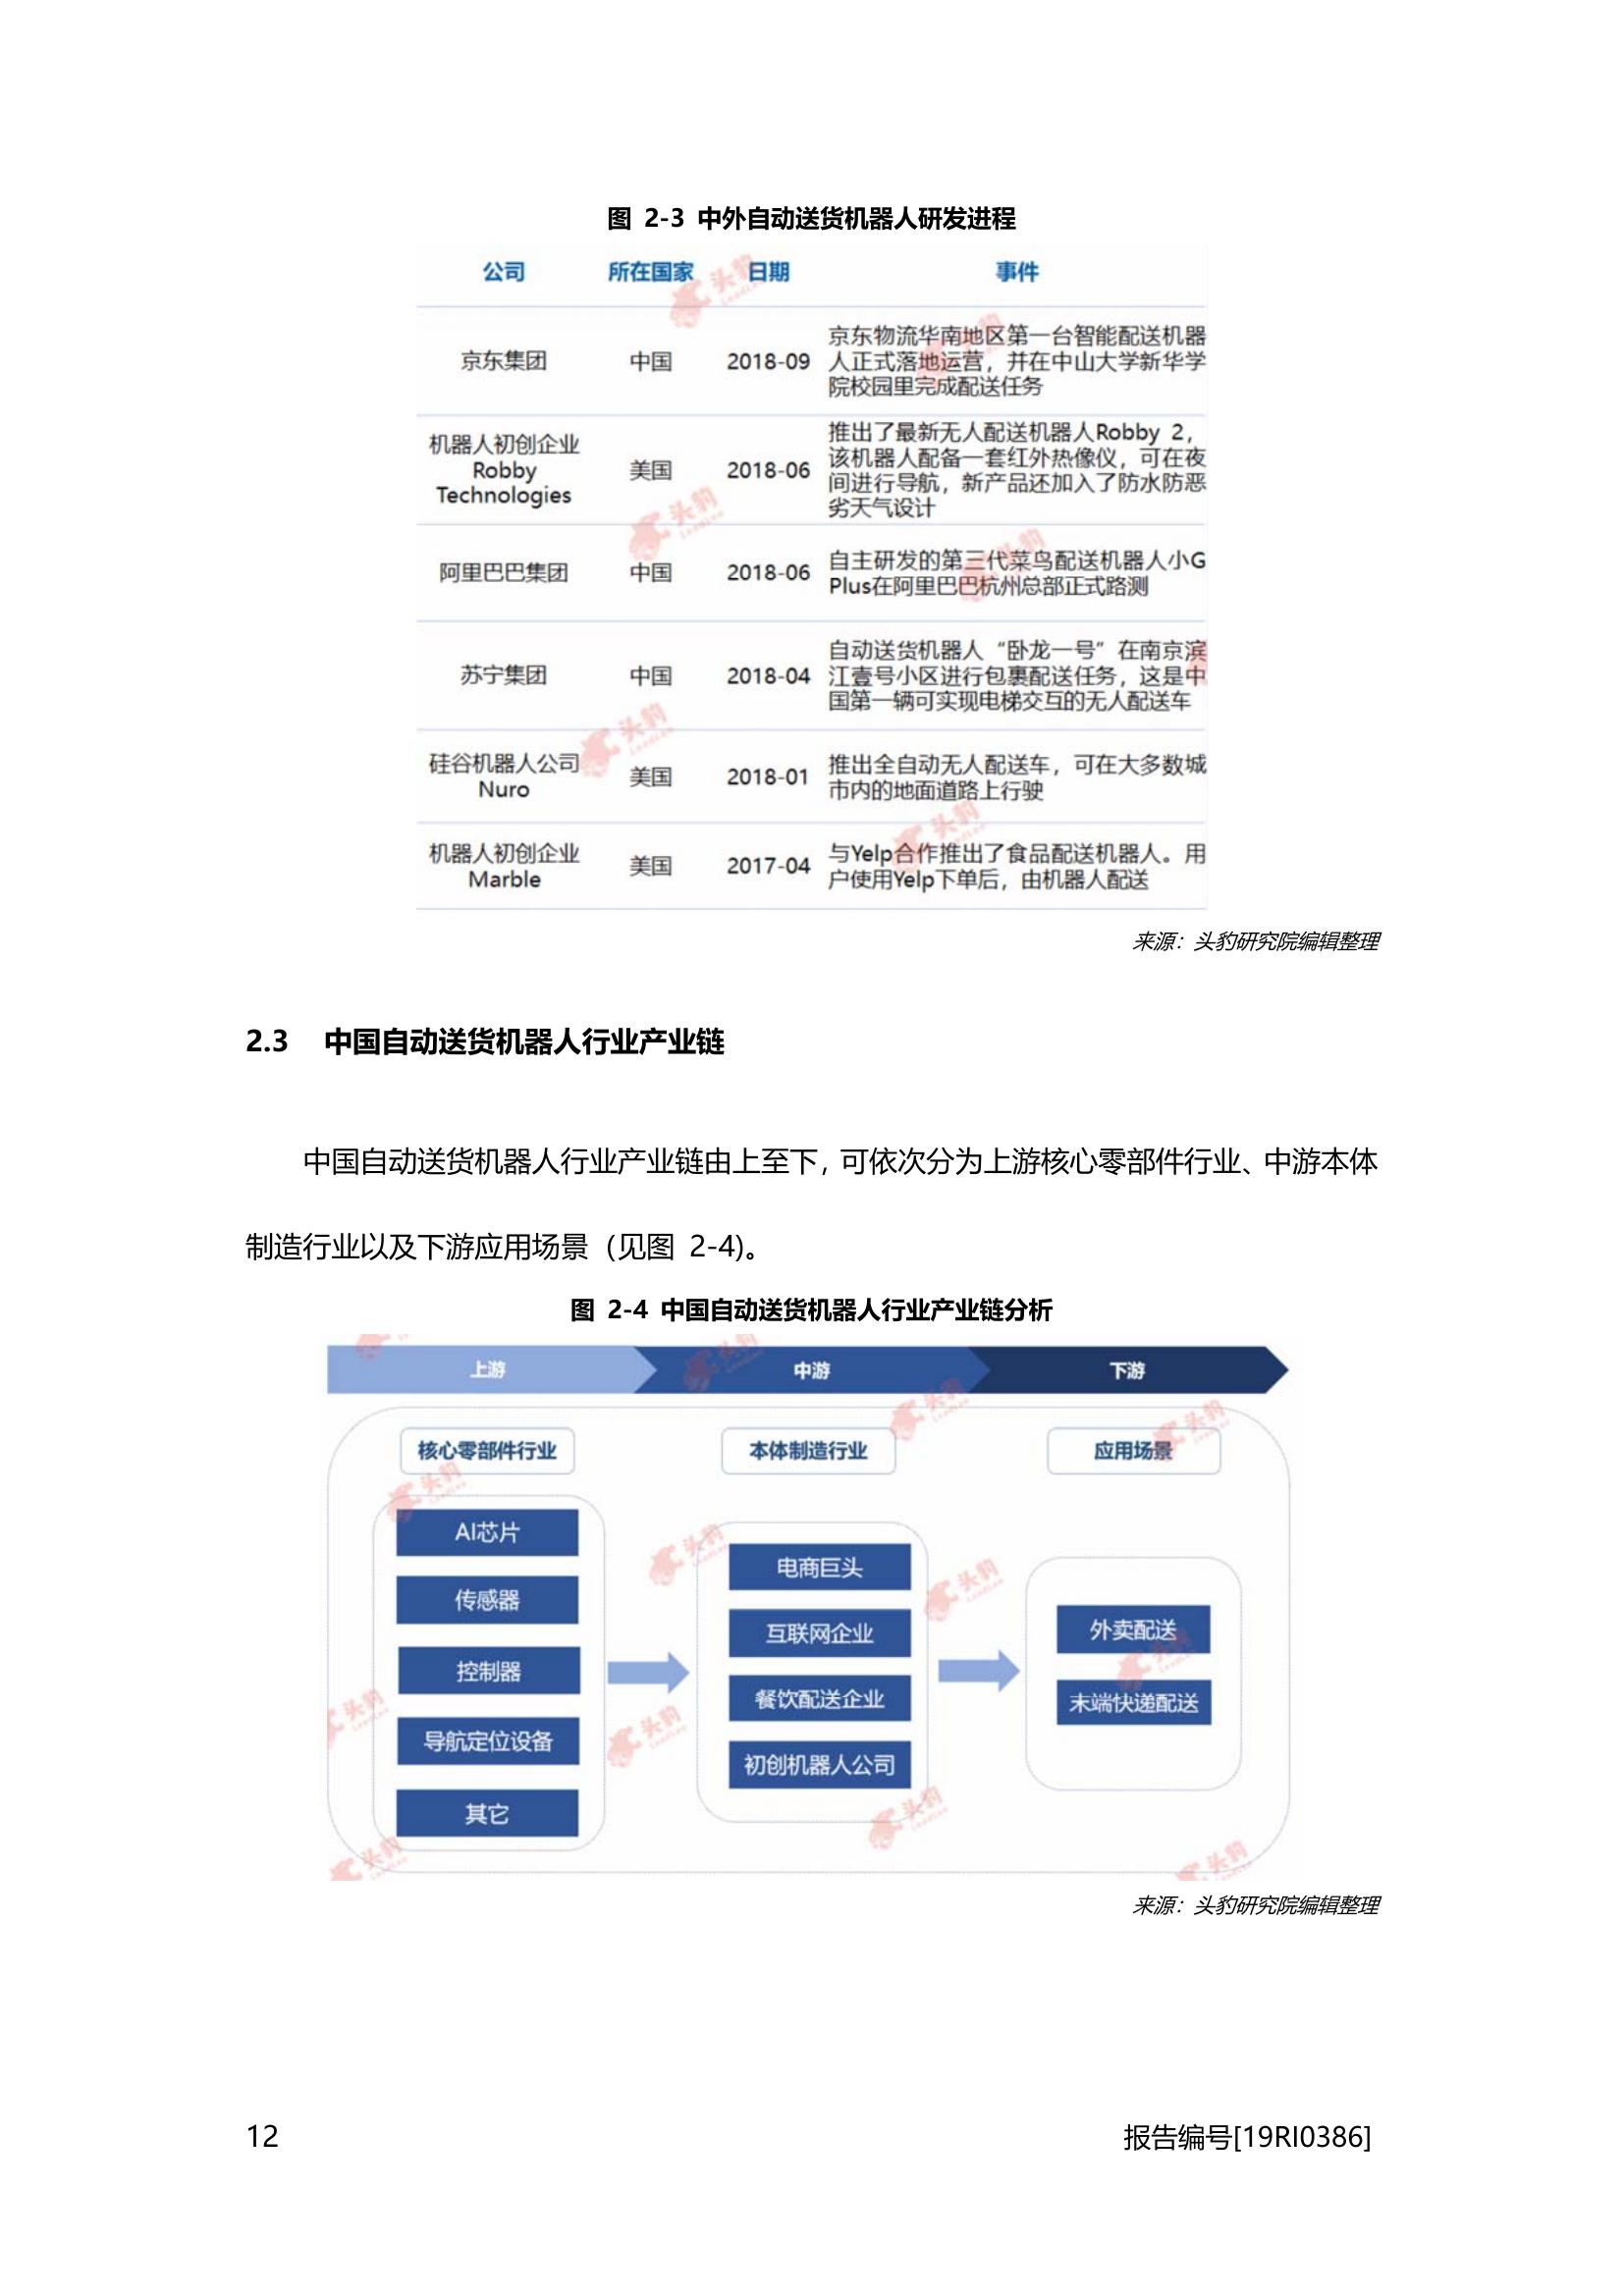 图 2-3 中外自动送货机器人研发进程
公司 所在国家 日期 事件
京东集团 中国 2018-09
京东物流华南地区第一台智能配送机器
人正式落地运营，并在中山大学新华学
院校园里完成配送任务
机器人初创企业
Robby
Technologies
美国 2018-06
推出了最新无人配送机器人Robby 2，
该机器人配备一套红外热像仪，可在夜
间进行导航，新产品还加入了防水防恶
劣天气设计
阿里巴巴集团 中国 2018-06
自主研发的第三代菜鸟配送机器人小G
Plus在阿里巴巴杭州总部正式路测
苏宁集团 中国 2018-04
自动送货机器人“卧龙一号”在南京滨
江壹号小区进行包裹配送任务，这是中
国第一辆可实现电梯交互的无人配送车
硅谷机器人公司
Nuro
美国 2018-01
推出全自动无人配送车，可在大多数城
市内的地面道路上行驶
机器人初创企业
Marble
美国 2017-04
与Yelp合作推出了食品配送机器人。用
户使用Yelp下单后，由机器人配送
来源：头豹研究院编辑整理
2.3 中国自动送货机器人行业产业链
中国自动送货机器人行业产业链由上至下，可依次分为上游核心零部件行业、中游本体
制造行业以及下游应用场景（见图 2-4）。
图 2-4 中国自动送货机器人行业产业链分析
上游 中游 下游
核心零部件行业 本体制造行业 应用场景
AI芯片
传感器
控制器
导航定位设备
其它
电商巨头
互联网企业
餐饮配送企业
初创机器人公司
外卖配送
末端快递配送
来源：头豹研究院编辑整理
12 报告编号[19RI0386]